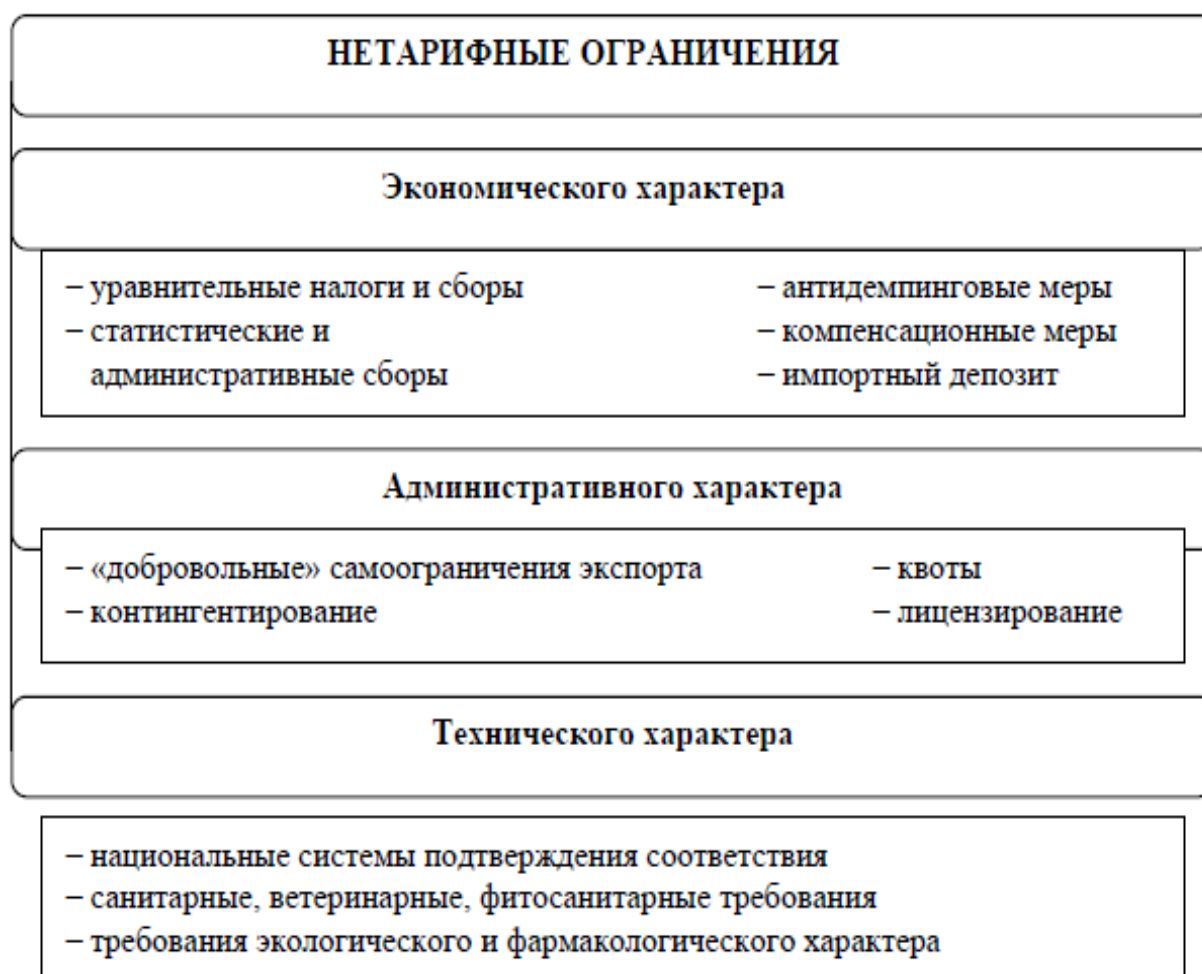 НЕТАРИФНЫЕ ОГРАНИЧЕНИЯ
Экономического характера
– уравнительные налоги и сборы
– статистические и
административные сборы
– антидемпинговые меры
– компенсационные меры
– импортный депозит
Административного характера
– «добровольные» самоограничения экспорта
– контингентирование
– квоты
– лицензирование
Технического характера
– национальные системы подтверждения соответствия
– санитарные, ветеринарные, фитосанитарные требования
– требования экологического и фармакологического характера